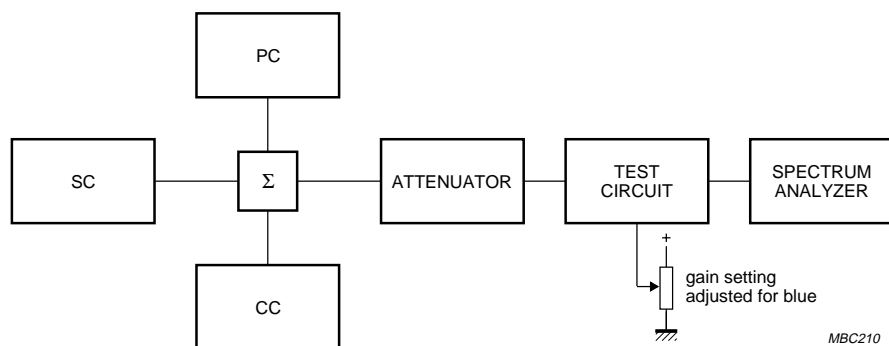 PC
SC
Σ
ATTENUATOR
TEST
CIRCUIT
SPECTRUM
ANALYZER
CC
+
gain setting
adjusted for blue
MBC210